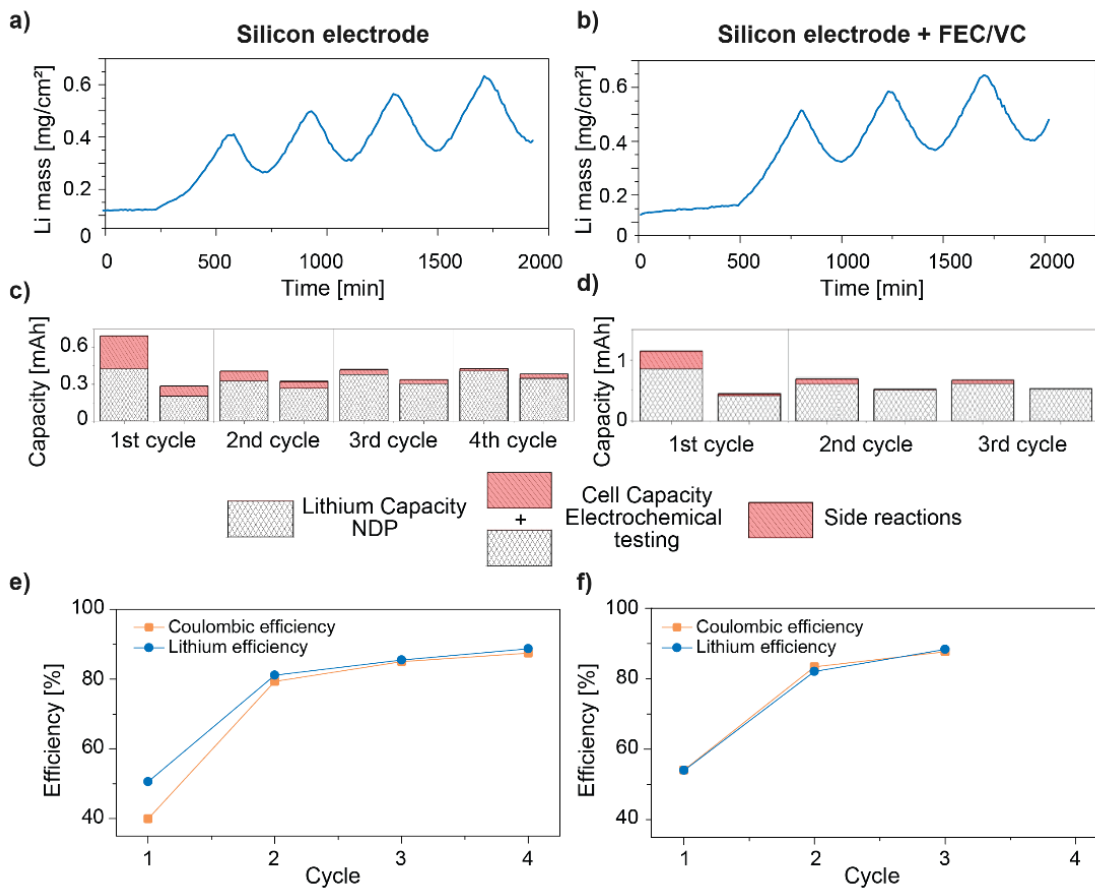 a)
Silicon electrode
Li mass [mg/cm²]
0.6
0.4
0.2
0
0 500 1000 1500 2000
Time [min]
b)
Silicon electrode + FEC/VC
Li mass [mg/cm²]
0.6
0.4
0.2
0
0 500 1000 1500 2000
Time [min]
c)
Capacity [mAh]
0.6
0.3
0
1st cycle 2nd cycle 3rd cycle 4th cycle
d)
Capacity [mAh]
1
0
1st cycle 2nd cycle 3rd cycle
Lithium Capacity
NDP
+
Cell Capacity
Electrochemical
testing
Side reactions
e)
Efficiency [%]
100
80
60
40
Coulombic efficiency
Lithium efficiency
1 2 3 4
Cycle
f)
Efficiency [%]
100
80
60
40
Coulombic efficiency
Lithium efficiency
1 2 3 4
Cycle